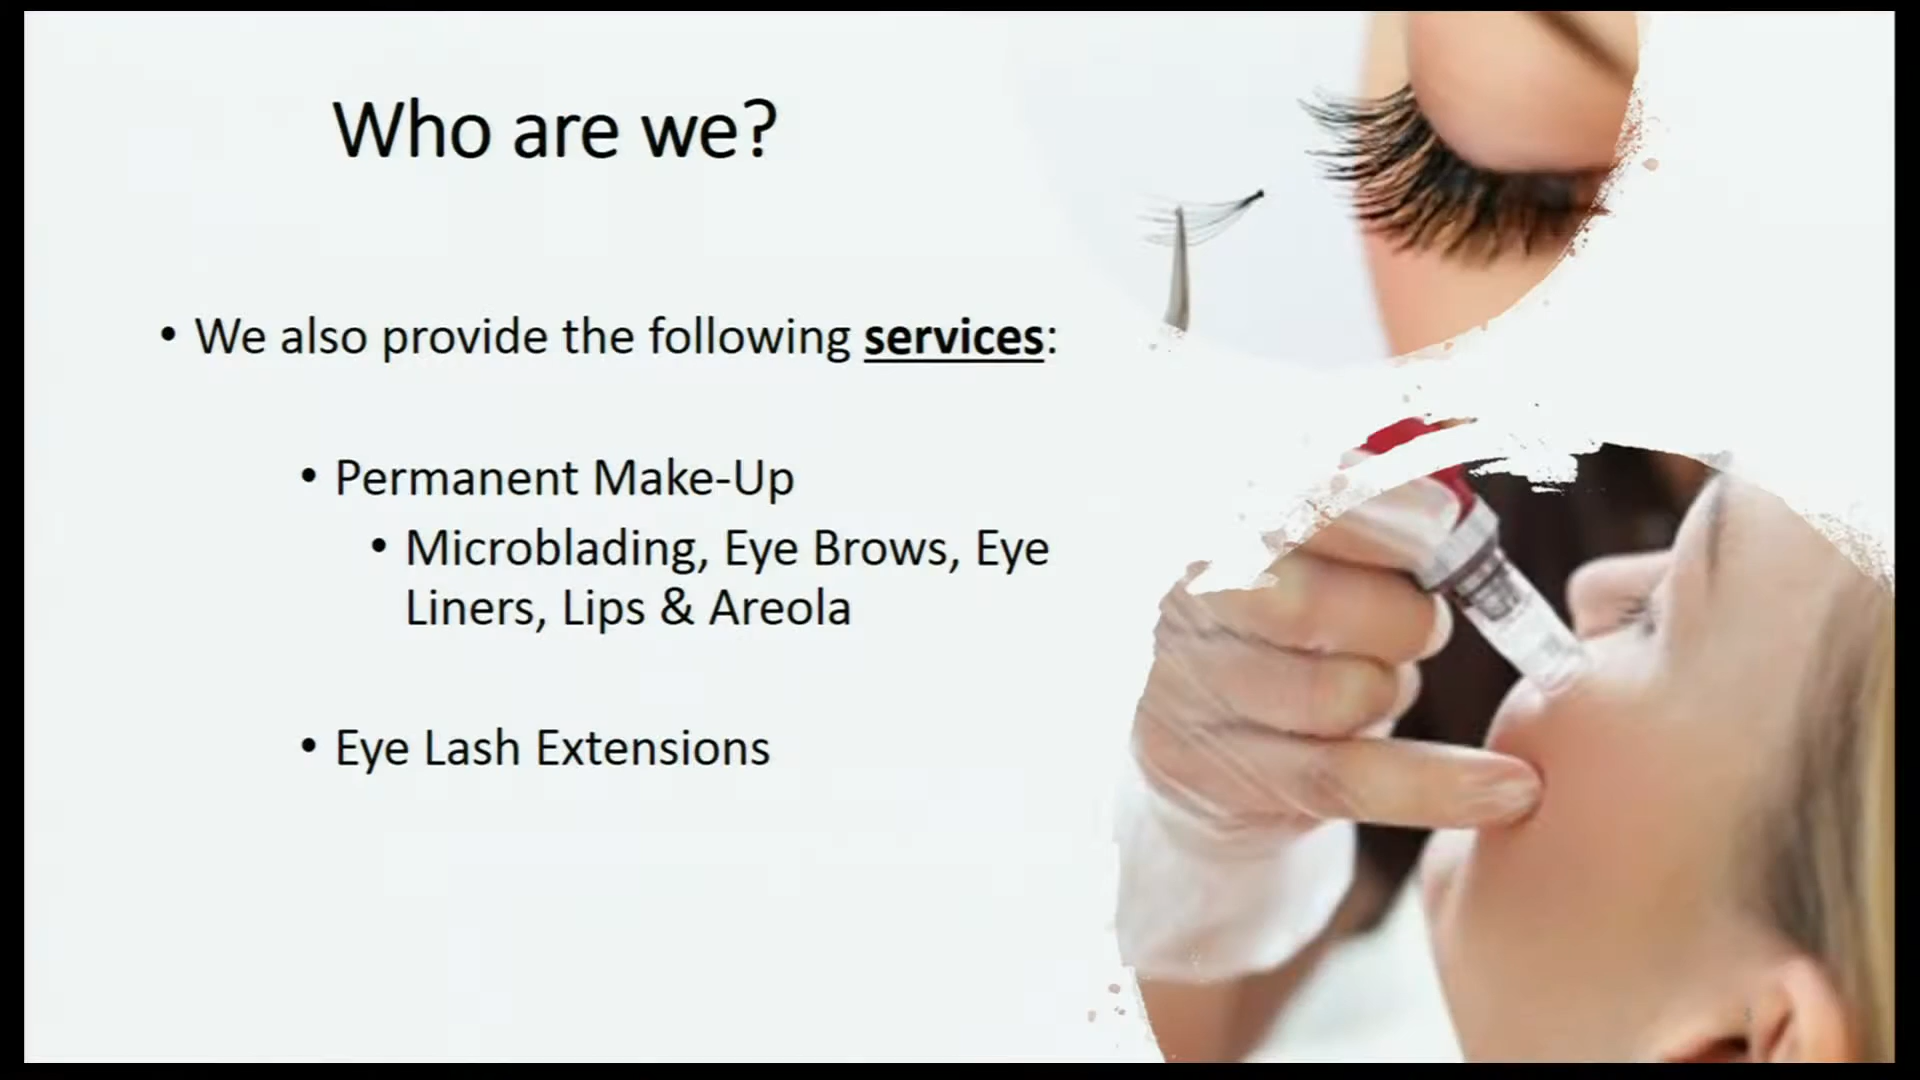 Who are we?
• We also provide the following services:
• Permanent Make-Up
• Microblading, Eye Brows, Eye
Liners, Lips & Areola
• Eye Lash Extensions